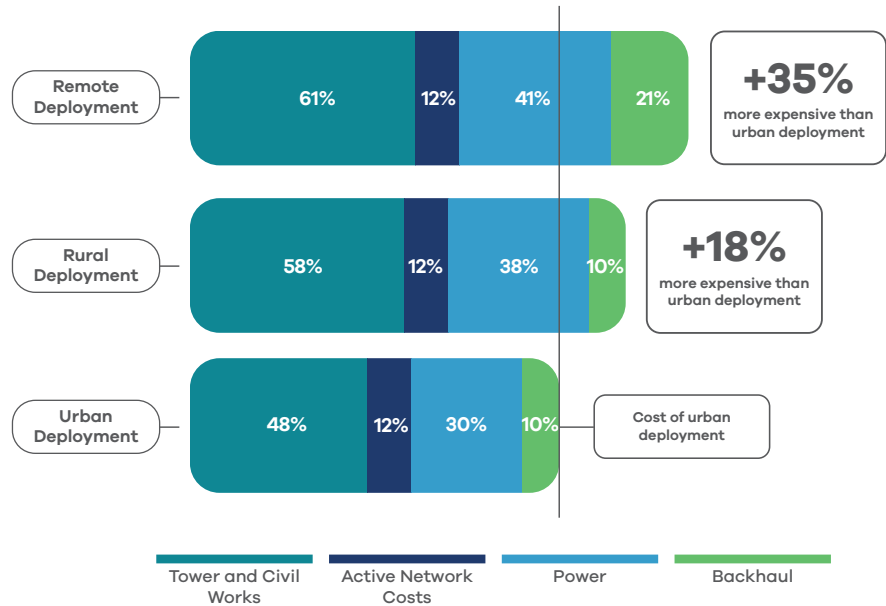 Remote
Deployment
61%
12%
41%
21%
+35%
more expensive than
urban deployment
Rural
Deployment
58%
12%
38%
10%
+18%
more expensive than
urban deployment
Urban
Deployment
48%
12%
30%
10%
Cost of urban
deployment
Tower and Civil
Works
Active Network
Costs
Power
Backhaul